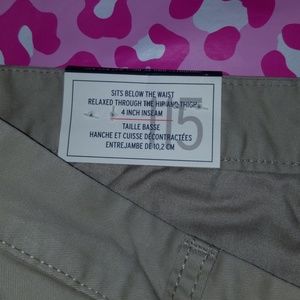 SITS BELOW THE WAIST
RELAXED THROUGH THE HIP AND THIGH
4 INCH INSEAM
TAILLE BASSE
HANCHE ET CUISSE DÉCONTRACTÉES
ENTREJAMBE DE 10,2 CM